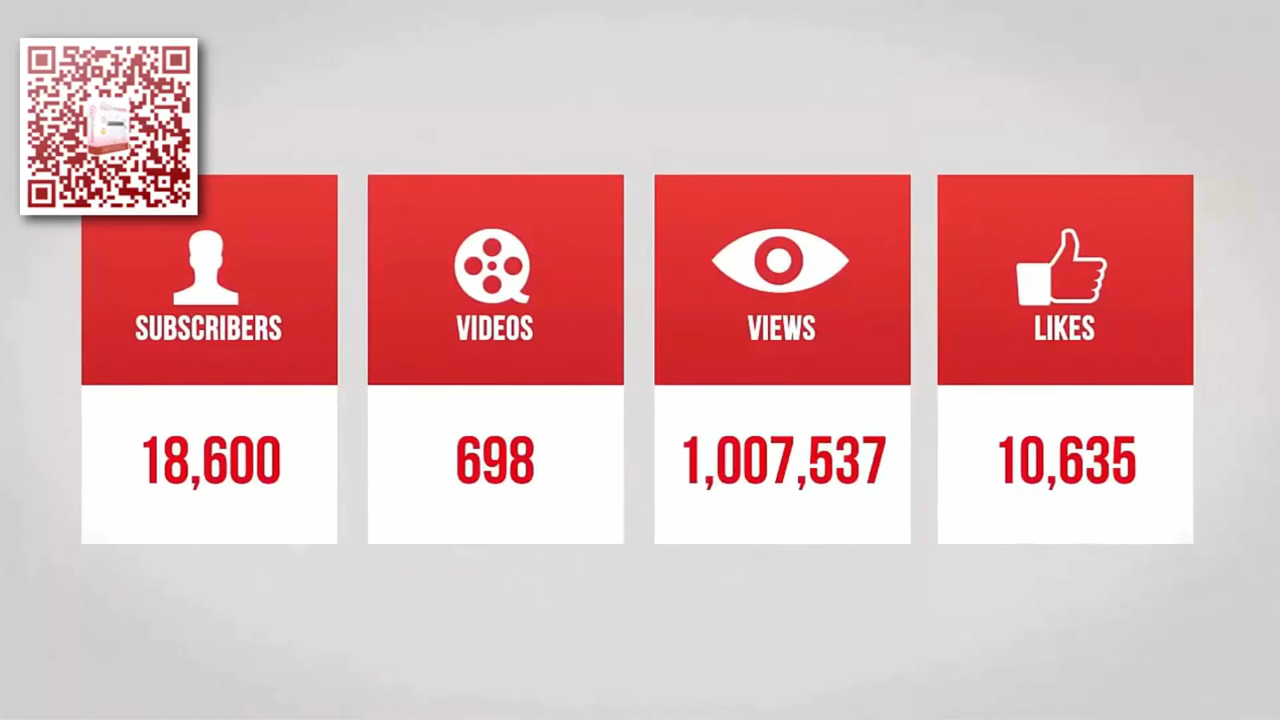 SUBSCRIBERS
18,600
VIDEOS
698
VIEWS
1,007,537
LIKES
10,635